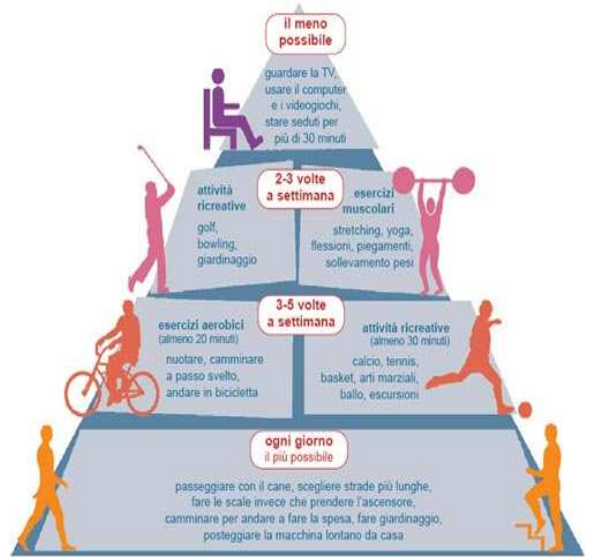 il meno
possibile
guardare la TV,
usare il computer
e i videogiochi,
stare seduti per
più di 30 minuti
2-3 volte
a settimana
attività
ricreative
golf,
bowling,
giardinaggio
esercizi
muscolari
stretching, yoga,
flessioni, piegamenti,
sollevamento pesi
3-5 volte
a settimana
esercizi aerobici
(almeno 20 minuti)
nuotare, camminare
a passo svelto,
andare in bicicletta
attività ricreative
(almeno 30 minuti)
calcio, tennis,
basket, arti marziali,
ballo, escursioni
ogni giorno
il più possibile
passeggiare con il cane, scegliere strade più lunghe,
fare le scale invece che prendere l'ascensore,
camminare per andare a fare la spesa, fare giardinaggio,
posteggiare la macchina lontano da casa